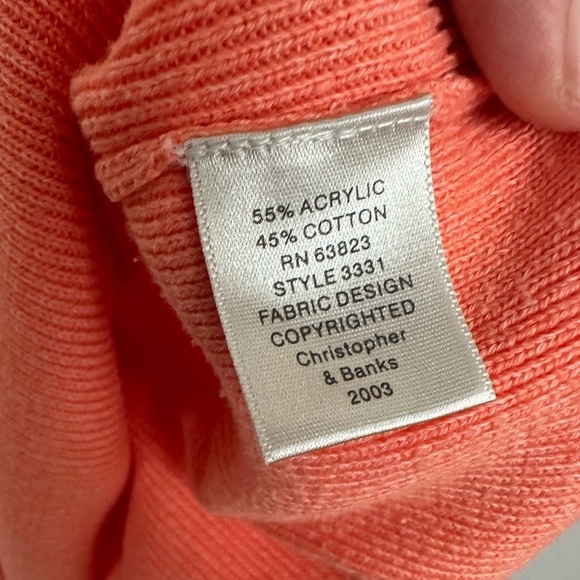 55% ACRYLIC
45% COTTON
RN 63823
STYLE 3331
FABRIC DESIGN
COPYRIGHTED
Christopher
& Banks
2003